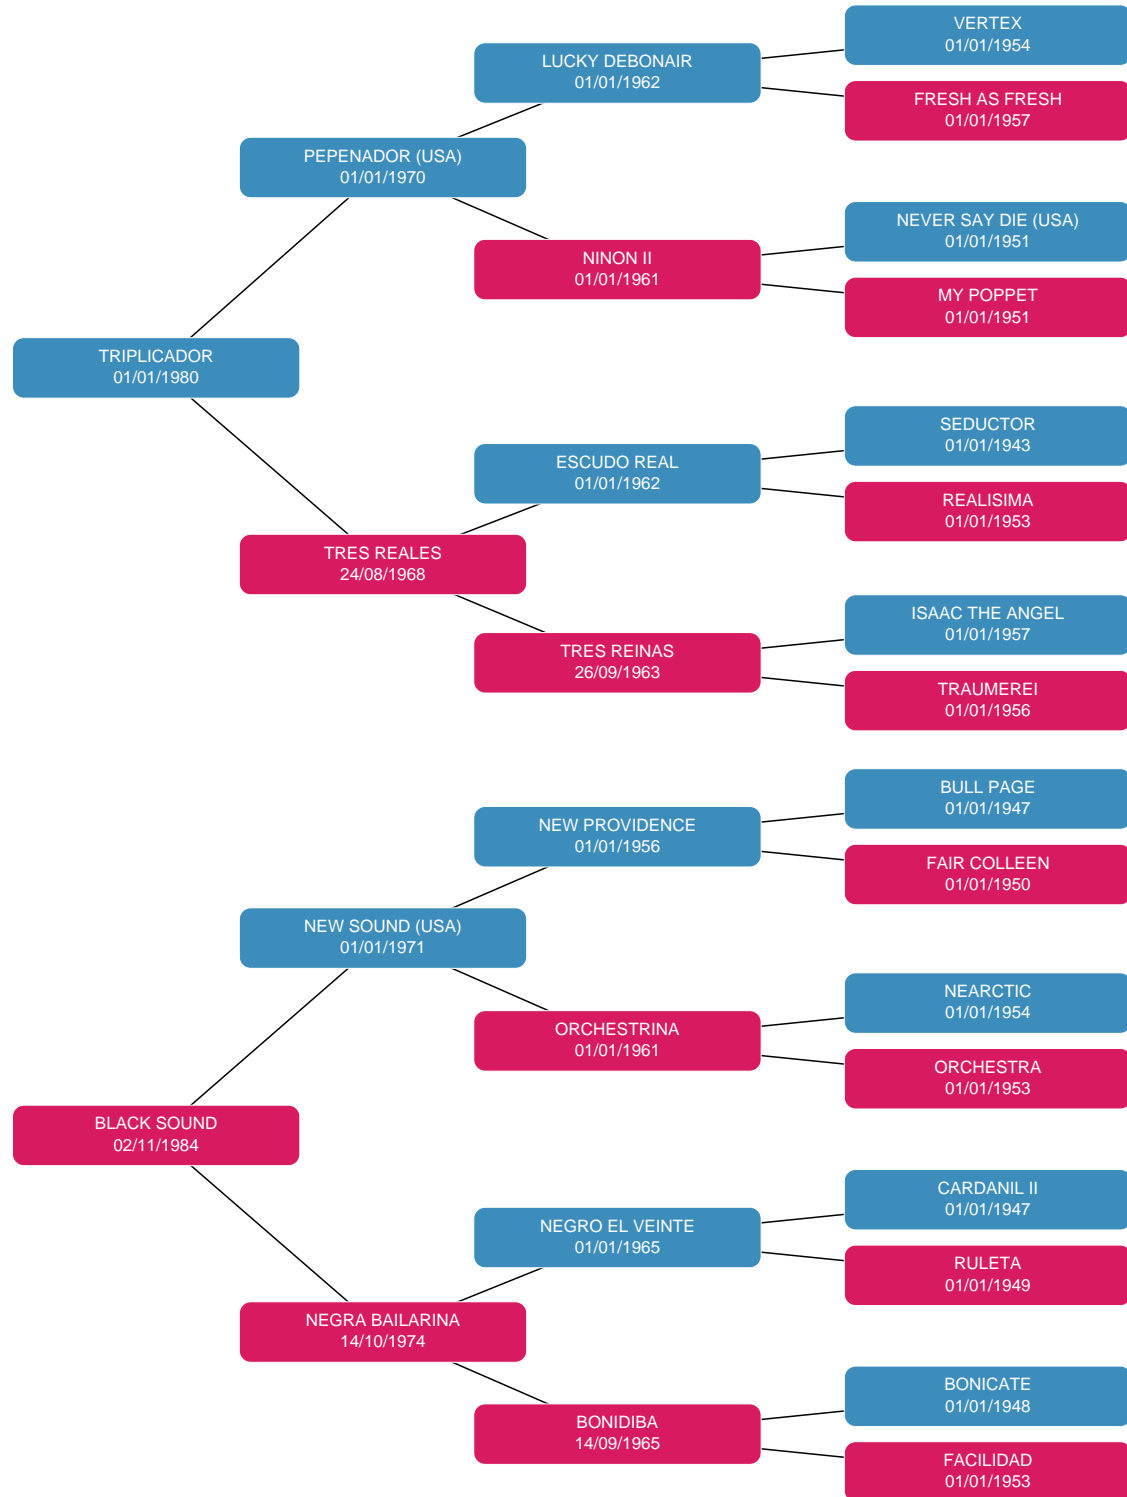 VERTEX
01/01/1954
LUCKY DEBONAIR
01/01/1962
FRESH AS FRESH
01/01/1957
PEPENADOR (USA)
01/01/1970
NEVER SAY DIE (USA)
01/01/1951
NINON II
01/01/1961
MY POPPET
01/01/1951
TRIPLICADOR
01/01/1980
SEDUCTOR
01/01/1943
ESCUDO REAL
01/01/1962
REALISIMA
01/01/1953
TRES REALES
24/08/1968
ISAAC THE ANGEL
01/01/1957
TRES REINAS
26/09/1963
TRAUMEREI
01/01/1956
BULL PAGE
01/01/1947
NEW PROVIDENCE
01/01/1956
FAIR COLLEEN
01/01/1950
NEW SOUND (USA)
01/01/1971
NEARCTIC
01/01/1954
ORCHESTRINA
01/01/1961
ORCHESTRA
01/01/1953
BLACK SOUND
02/11/1984
CARDANIL II
01/01/1947
NEGRO EL VEINTE
01/01/1965
RULETA
01/01/1949
NEGRA BAILARINA
14/10/1974
BONICATE
01/01/1948
BONIDIBA
14/09/1965
FACILIDAD
01/01/1953